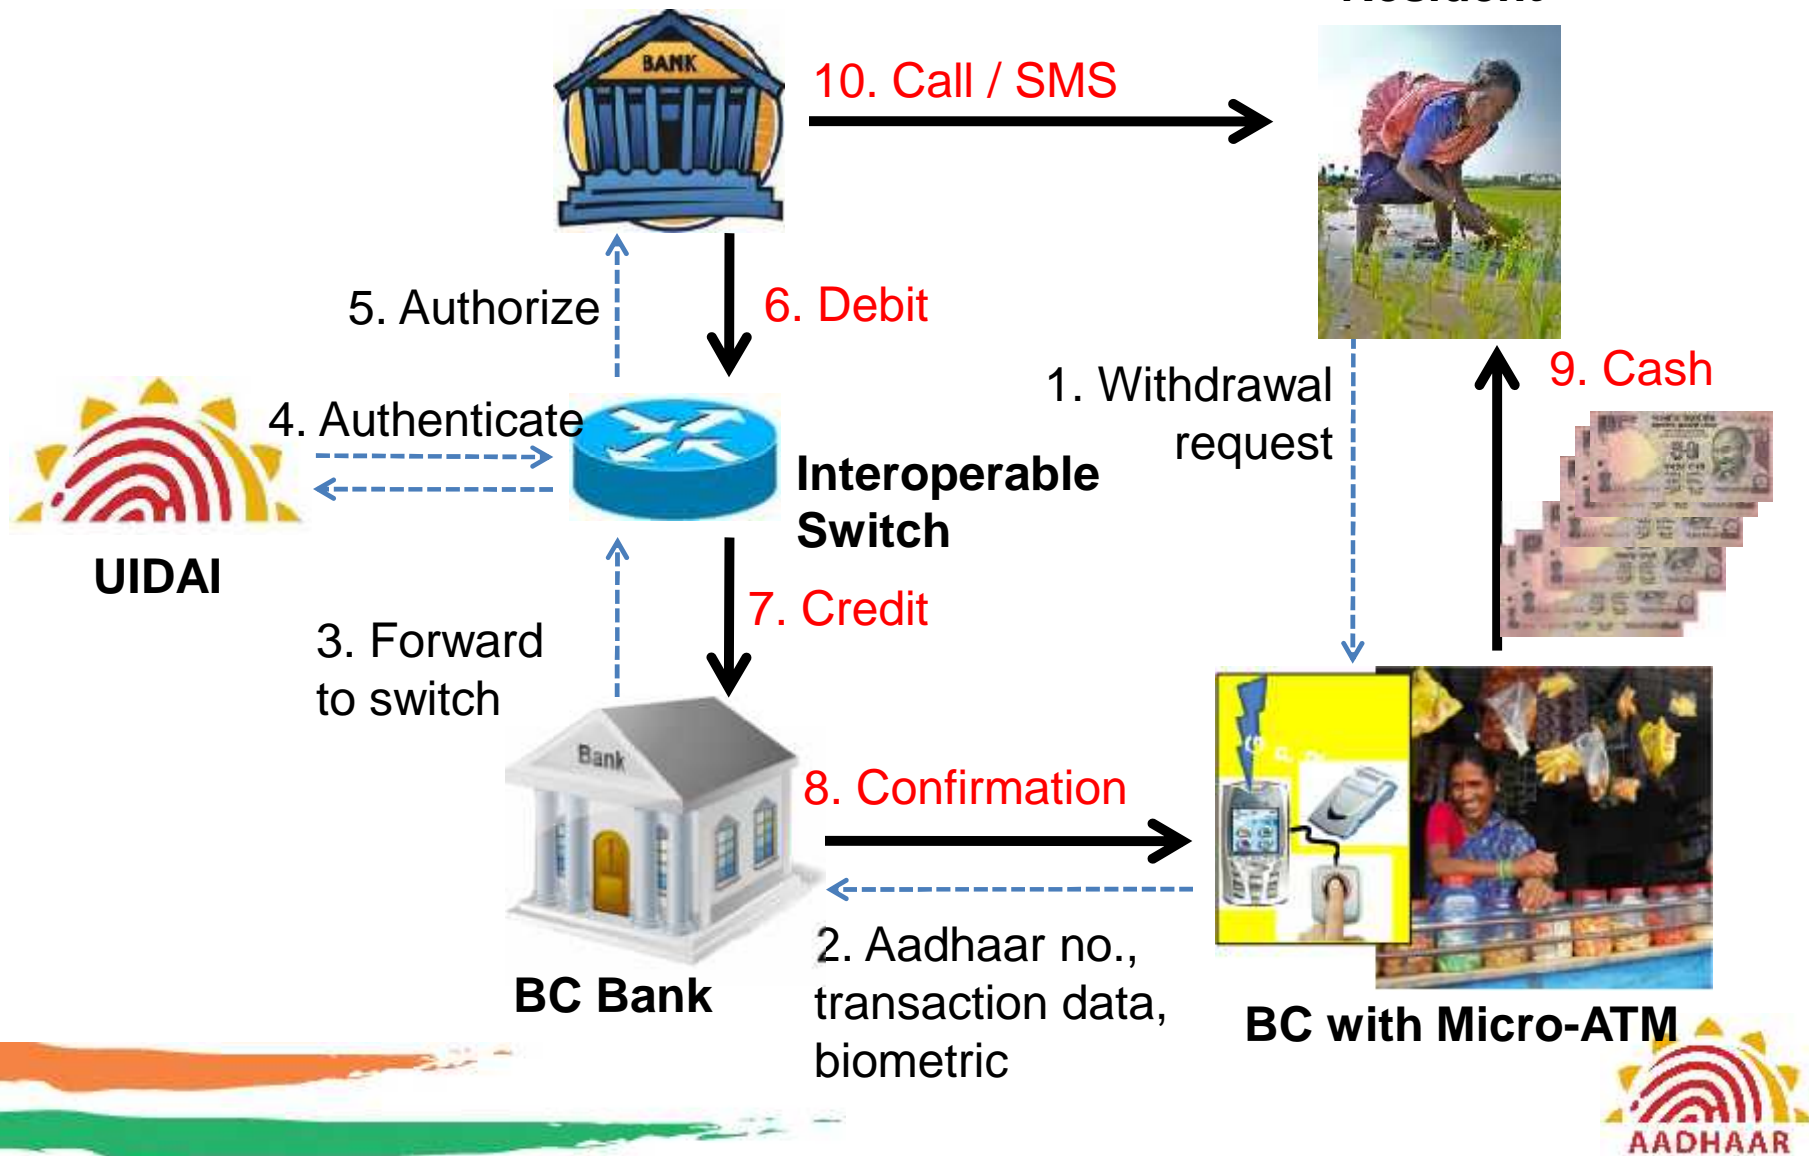 BANK
10. Call / SMS
5. Authorize
6. Debit
1. Withdrawal
request
9. Cash
4. Authenticate
Interoperable
Switch
UIDAI
7. Credit
3. Forward
to switch
Bank
8. Confirmation
2. Aadhaar no.,
transaction data,
biometric
BC Bank
BC with Micro-ATM
AADHAAR